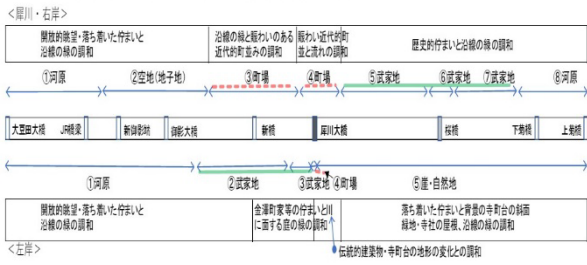 <犀川・右岸>
開放的眺望・落ち着いた佇まいと
沿線の緑の調和
沿線の緑と賑わいのある
近代的町並みの調和
賑わい近代的町
並と流れの調和
歴史的佇まいと沿線の緑の調和
①河原
②空地(地子地)
③町場
④町場
⑤武家地
⑥武家地
⑦武家地
⑧河原
大豆田大橋
JR橋梁
新御影橋
御影大橋
新橋
犀川大橋
桜橋
下菊橋
上菊橋
①河原
②武家地
③武家地
④町場
⑤崖・自然地
開放的眺望・落ち着いた佇まいと
沿線の緑の調和
金澤町家等の佇まいと川
に面する庭の緑の調和
落ち着いた佇まいと背景の寺町台の斜面
緑地・寺社の屋根、沿線の緑の調和
<左岸>
伝統的建築物・寺町台の地形の変化との調和